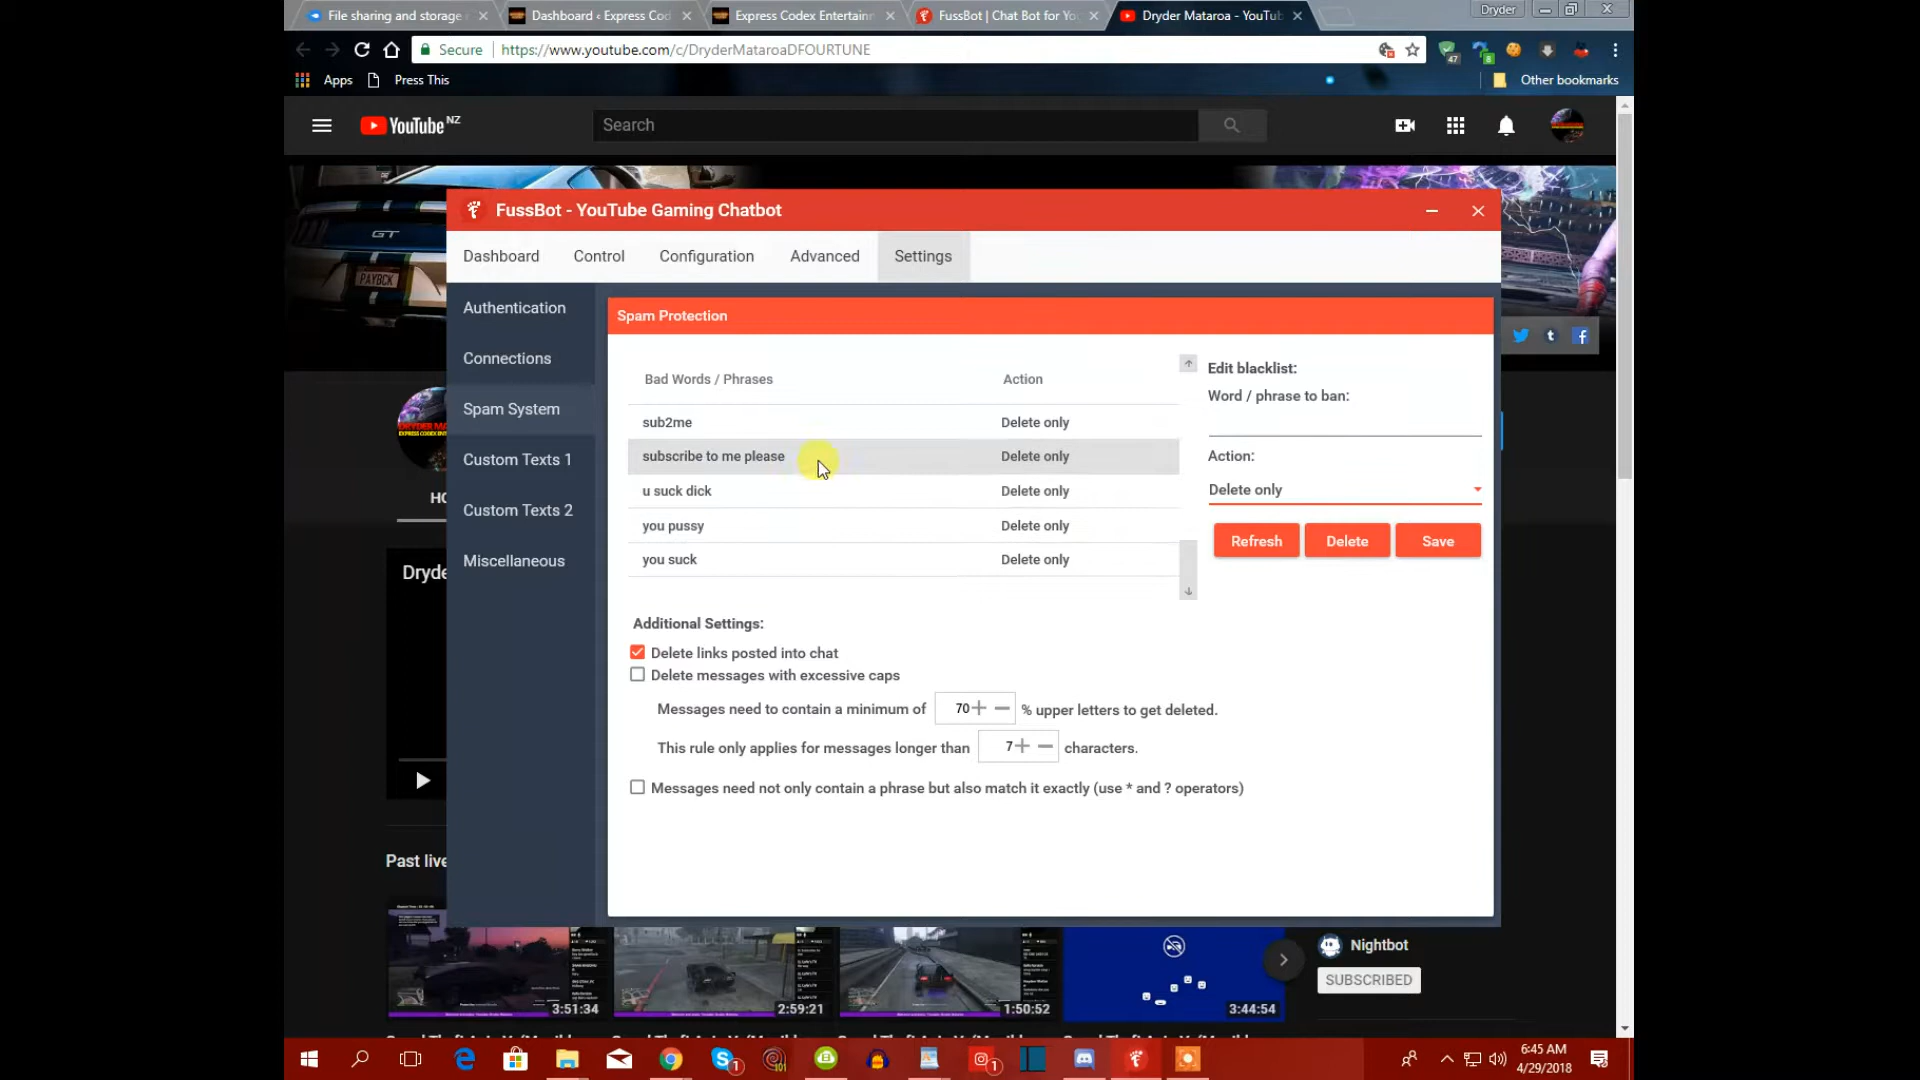 File sharing and storage
Dashboard ‹ Express Cod
Express Codex Entertainm
FussBot | Chat Bot for Yo
Dryder Mataroa - YouTub
Dryder
Secure
https://www.youtube.com/c/DryderMataroaDFOURTUNE
47
8
Apps
Press This
Other bookmarks
YouTube NZ
Search
GT
PAYBCK
FussBot - YouTube Gaming Chatbot
Dashboard
Control
Configuration
Advanced
Settings
Authentication
Connections
Spam System
Custom Texts 1
Custom Texts 2
Miscellaneous
Spam Protection
Bad Words / Phrases
Action
sub2me
Delete only
subscribe to me please
Delete only
u suck dick
Delete only
you pussy
Delete only
you suck
Delete only
Edit blacklist:
Word / phrase to ban:
Action:
Delete only
Refresh
Delete
Save
Additional Settings:
Delete links posted into chat
Delete messages with excessive caps
Messages need to contain a minimum of 70 % upper letters to get deleted.
This rule only applies for messages longer than 7 characters.
Messages need not only contain a phrase but also match it exactly (use * and ? operators)
HO
Dryde
Past live
3:51:34
2:59:21
1:50:52
3:44:54
Nightbot
SUBSCRIBED
6:45 AM
4/29/2018